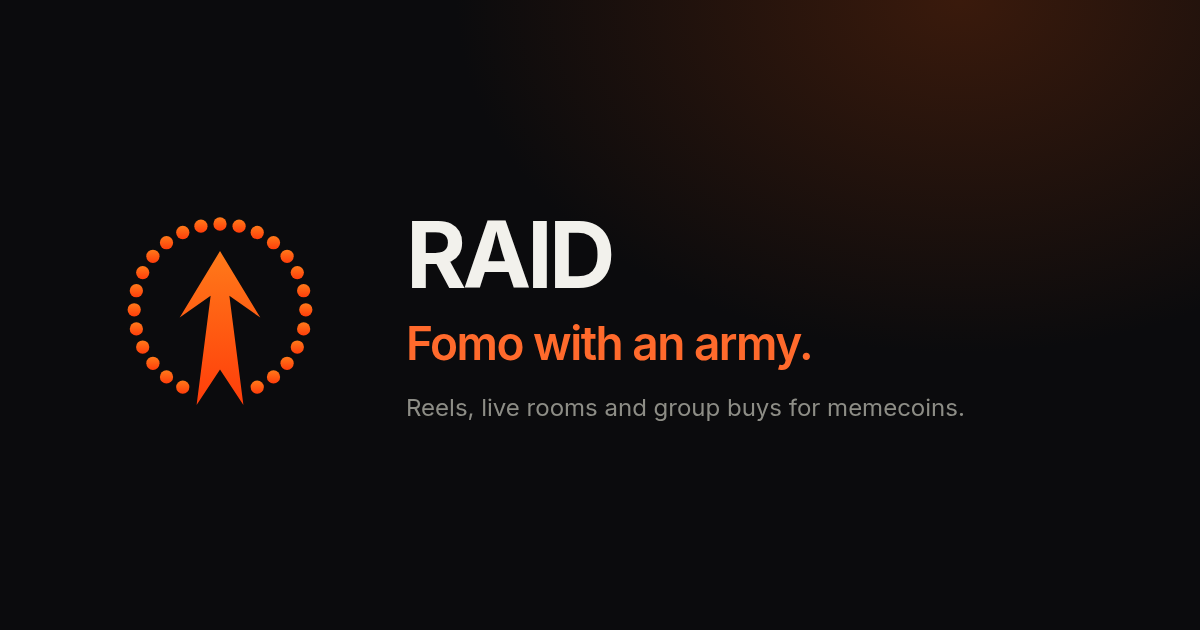 RAID
Fomo with an army.
Reels, live rooms and group buys for memecoins.